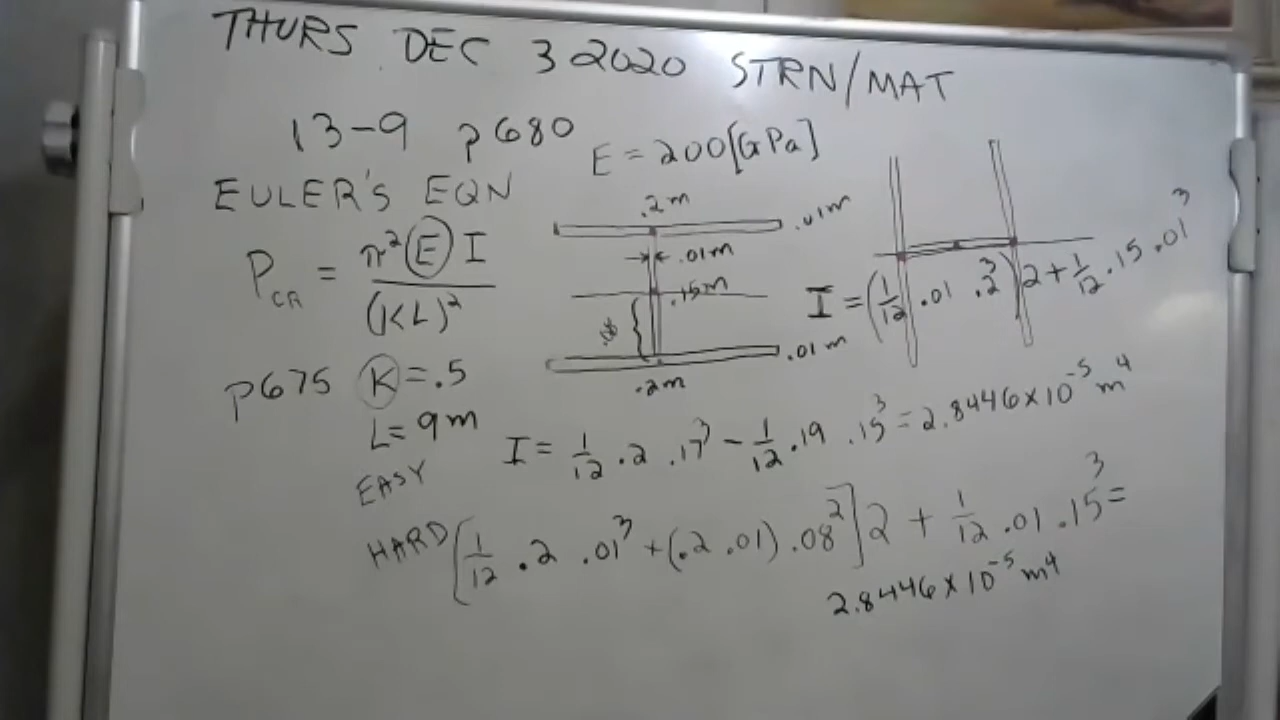 THURS DEC 3 2020 STRN/MAT
13-9 p680
E = 200[GPa]
EULER'S EQN
P_CR = π²(E)I / (KL)²
p675 K = .5
L = 9m
.2m
.01m
.01m
.15m
.01m
.2m
I = (1/12 .01 .2³)2 + 1/12 .15 .01³
EASY I = 1/12 .2 .17³ - 1/12 .19 .15³ = 2.8446 x 10⁻⁵ m⁴
HARD [1/12 .2 .01³ + (.2 .01) .08²]2 + 1/12 .01 .15³ =
2.8446 x 10⁻⁵ m⁴